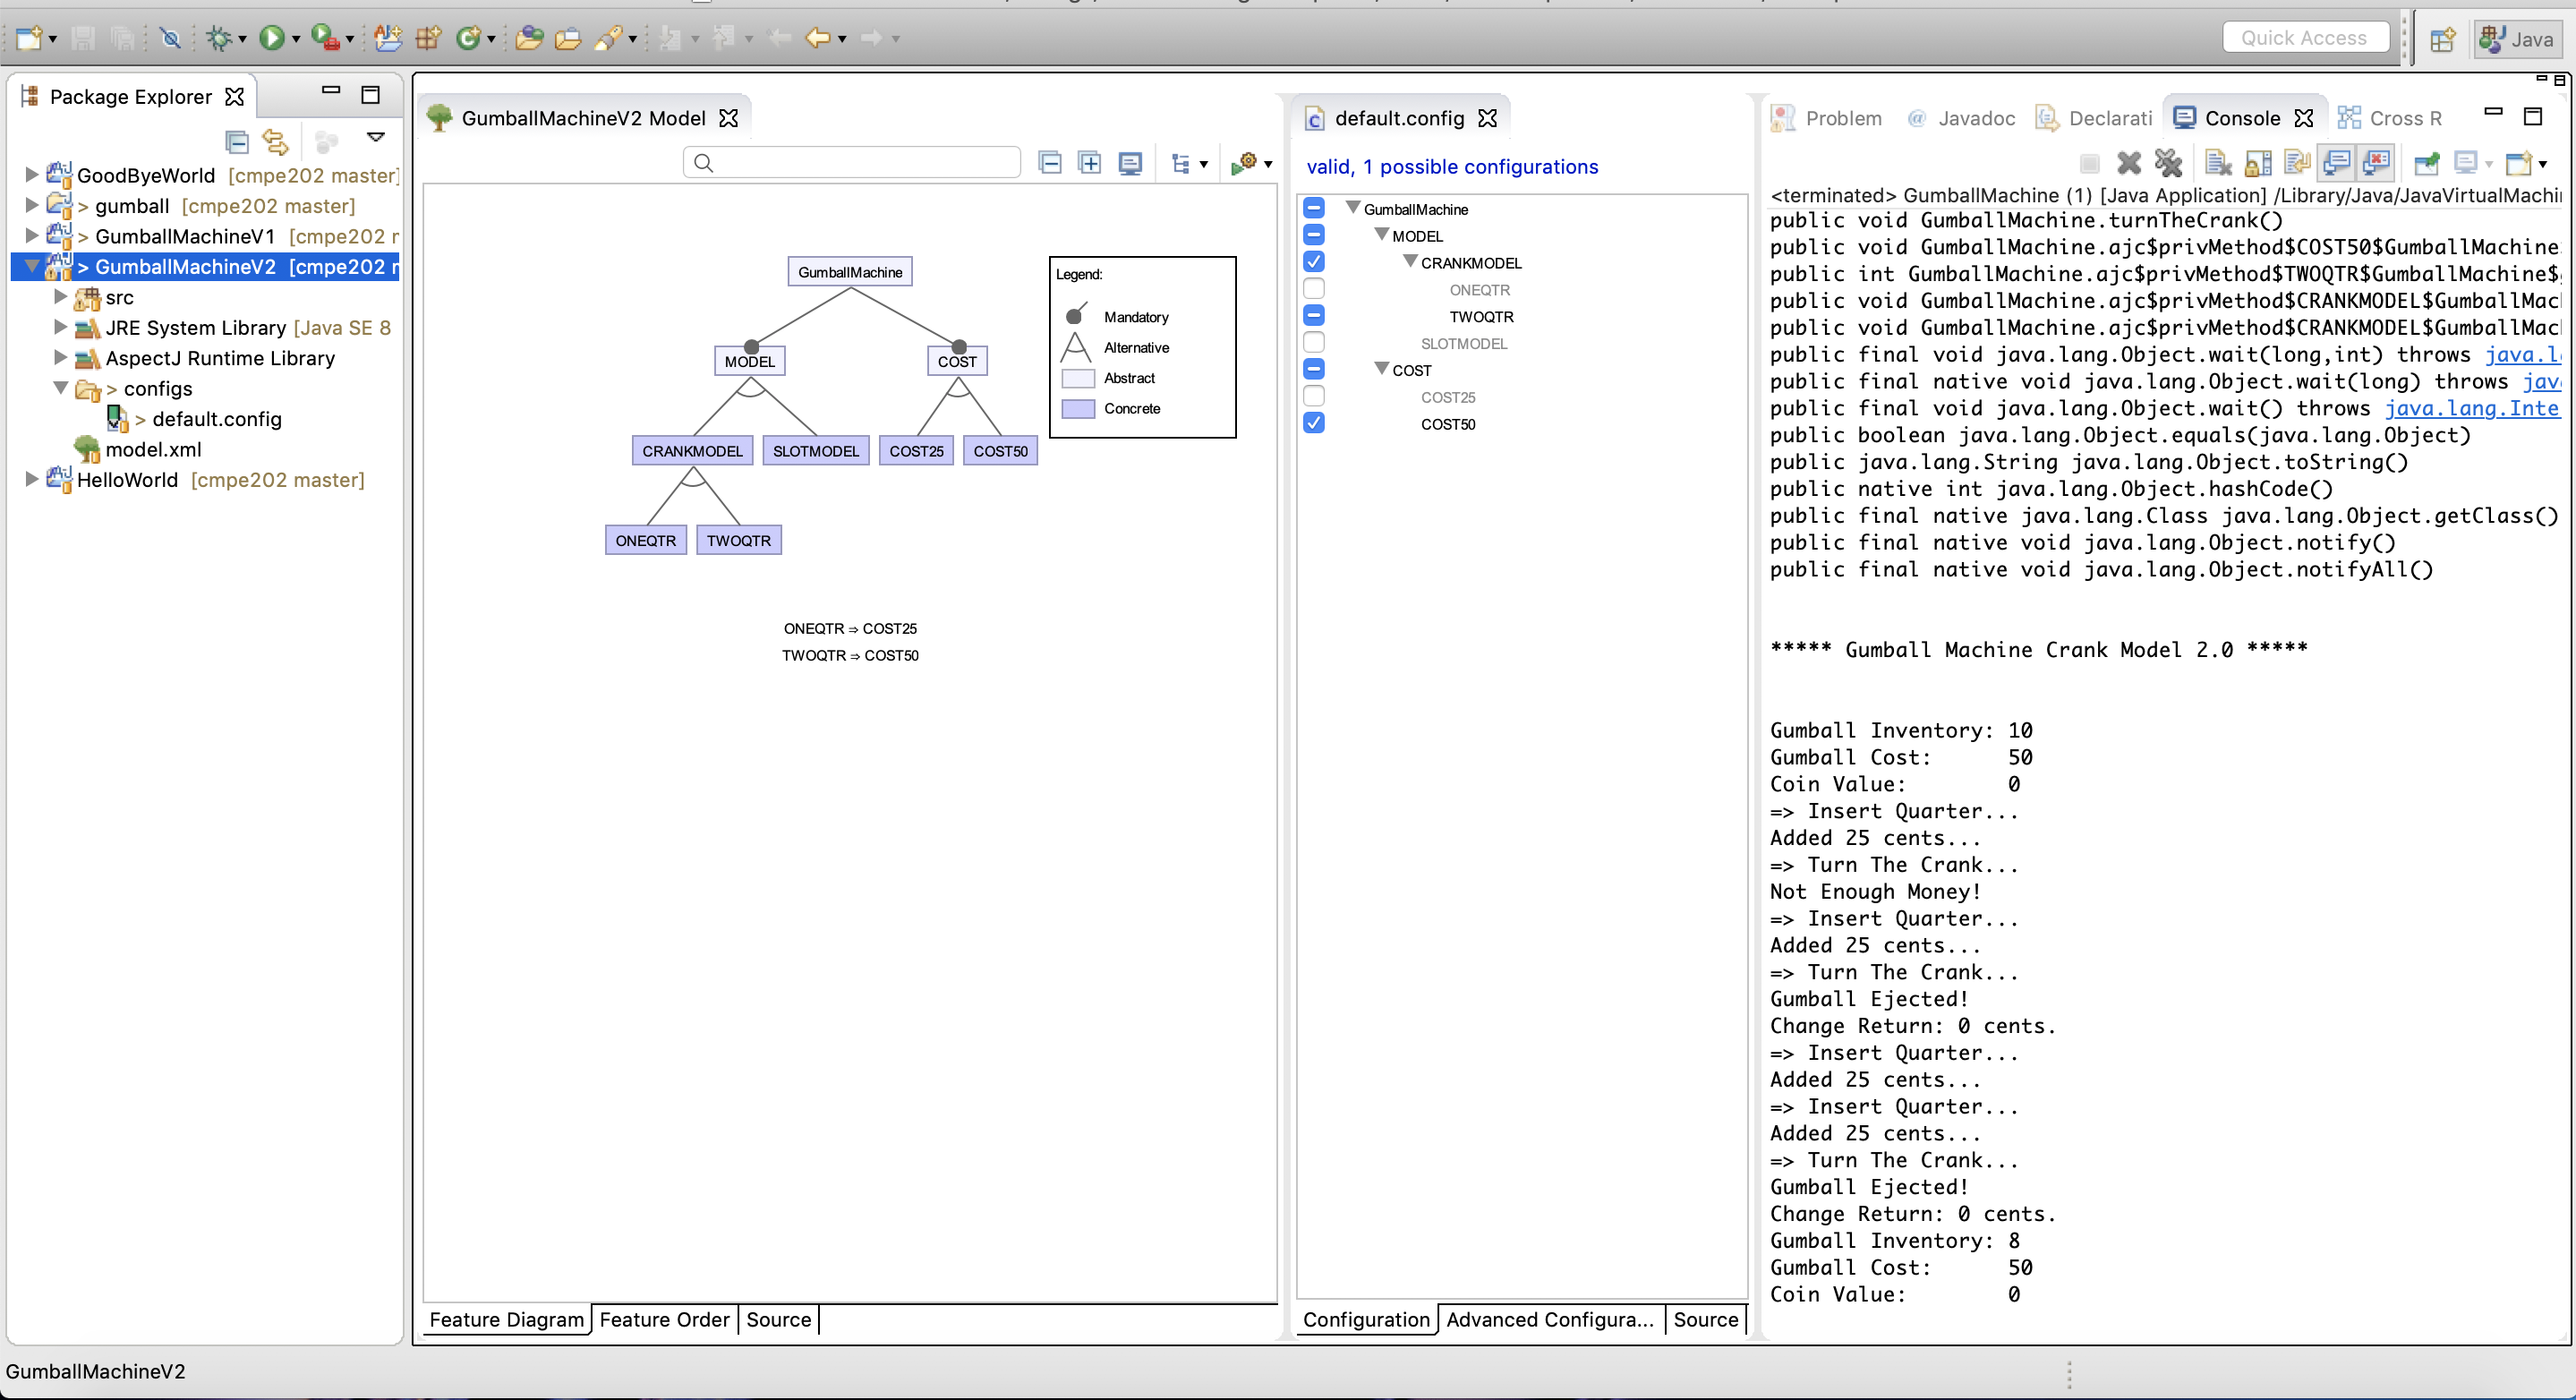 Quick Access
Java
Package Explorer
GoodByeWorld [cmpe202 master]
> gumball [cmpe202 master]
> GumballMachineV1 [cmpe202 r
> GumballMachineV2 [cmpe202 r
src
JRE System Library [Java SE 8
AspectJ Runtime Library
> configs
> default.config
model.xml
HelloWorld [cmpe202 master]
GumballMachineV2 Model
GumballMachine
MODEL
COST
CRANKMODEL
SLOTMODEL
COST25
COST50
ONEQTR
TWOQTR
Legend:
Mandatory
Alternative
Abstract
Concrete
ONEQTR ⇒ COST25
TWOQTR ⇒ COST50
Feature Diagram
Feature Order
Source
default.config
valid, 1 possible configurations
GumballMachine
MODEL
CRANKMODEL
ONEQTR
TWOQTR
SLOTMODEL
COST
COST25
COST50
Configuration
Advanced Configura...
Source
Problem
Javadoc
Declarati
Console
Cross R
<terminated> GumballMachine (1) [Java Application] /Library/Java/JavaVirtualMachi
public void GumballMachine.turnTheCrank()
public void GumballMachine.ajc$privMethod$COST50$GumballMachine
public int GumballMachine.ajc$privMethod$TWOQTR$GumballMachine$
public void GumballMachine.ajc$privMethod$CRANKMODEL$GumballMac
public void GumballMachine.ajc$privMethod$CRANKMODEL$GumballMac
public final void java.lang.Object.wait(long,int) throws java.l
public final native void java.lang.Object.wait(long) throws jav
public final void java.lang.Object.wait() throws java.lang.Inte
public boolean java.lang.Object.equals(java.lang.Object)
public java.lang.String java.lang.Object.toString()
public native int java.lang.Object.hashCode()
public final native java.lang.Class java.lang.Object.getClass()
public final native void java.lang.Object.notify()
public final native void java.lang.Object.notifyAll()
***** Gumball Machine Crank Model 2.0 *****
Gumball Inventory: 10
Gumball Cost: 50
Coin Value: 0
=> Insert Quarter...
Added 25 cents...
=> Turn The Crank...
Not Enough Money!
=> Insert Quarter...
Added 25 cents...
=> Turn The Crank...
Gumball Ejected!
Change Return: 0 cents.
=> Insert Quarter...
Added 25 cents...
=> Insert Quarter...
Added 25 cents...
=> Turn The Crank...
Gumball Ejected!
Change Return: 0 cents.
Gumball Inventory: 8
Gumball Cost: 50
Coin Value: 0
GumballMachineV2